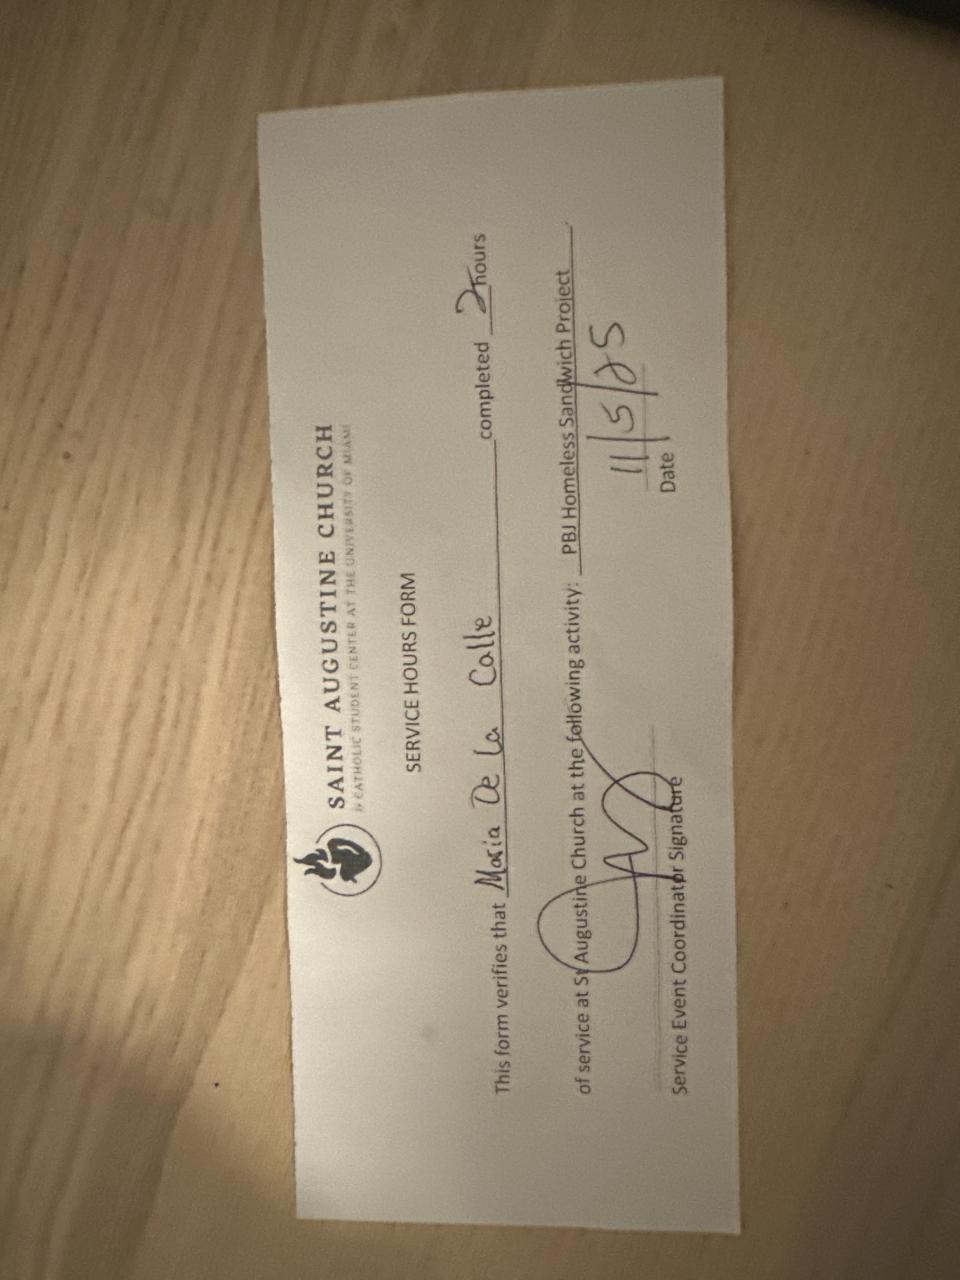 SAINT AUGUSTINE CHURCH
& CATHOLIC STUDENT CENTER AT THE UNIVERSITY OF MIAMI
SERVICE HOURS FORM
This form verifies that Maria De La Calle completed 2 hours
of service at St Augustine Church at the following activity: PBJ Homeless Sandwich Project.
11/5/25
Service Event Coordinator Signature Date